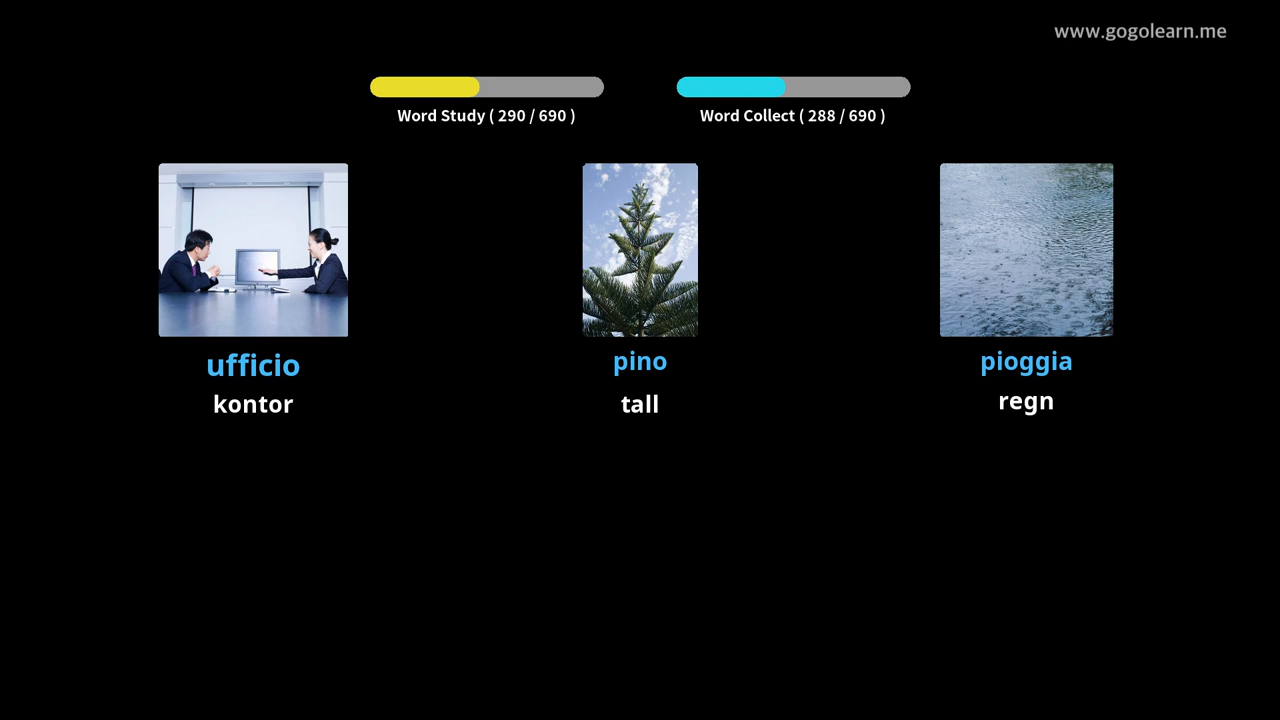 www.gogolearn.me
Word Study ( 290 / 690 )
Word Collect ( 288 / 690 )
ufficio
kontor
pino
tall
pioggia
regn